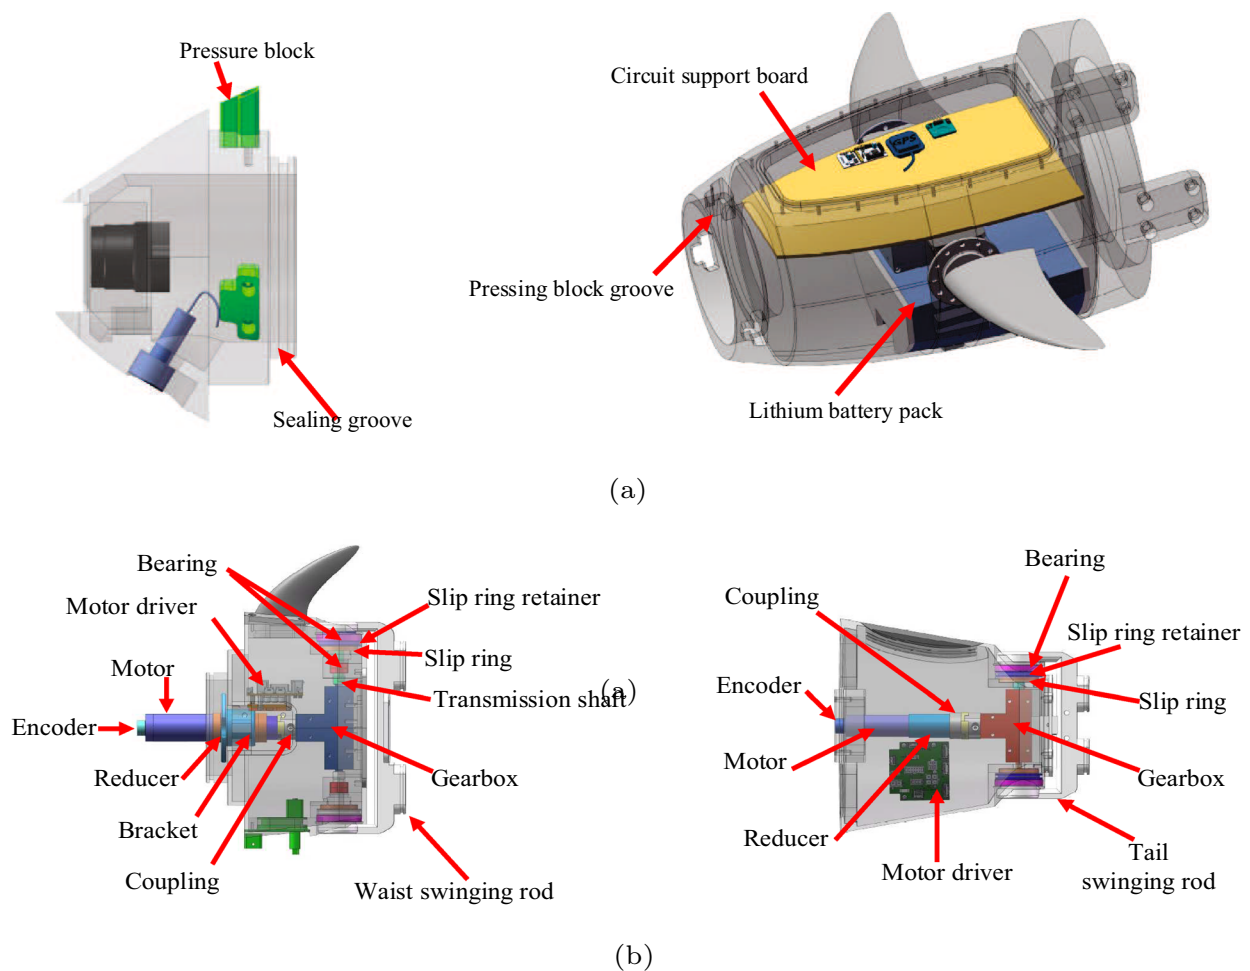 Pressure block
Circuit support board
Pressing block groove
Sealing groove
Lithium battery pack
GPS
(a)
Bearing
Motor driver
Motor
Encoder
Reducer
Bracket
Coupling
Slip ring retainer
Slip ring
(a)
Transmission shaft
Gearbox
Waist swinging rod
Bearing
Coupling
Slip ring retainer
Encoder
Slip ring
Motor
Gearbox
Reducer
Motor driver
Tail
swinging rod
(b)